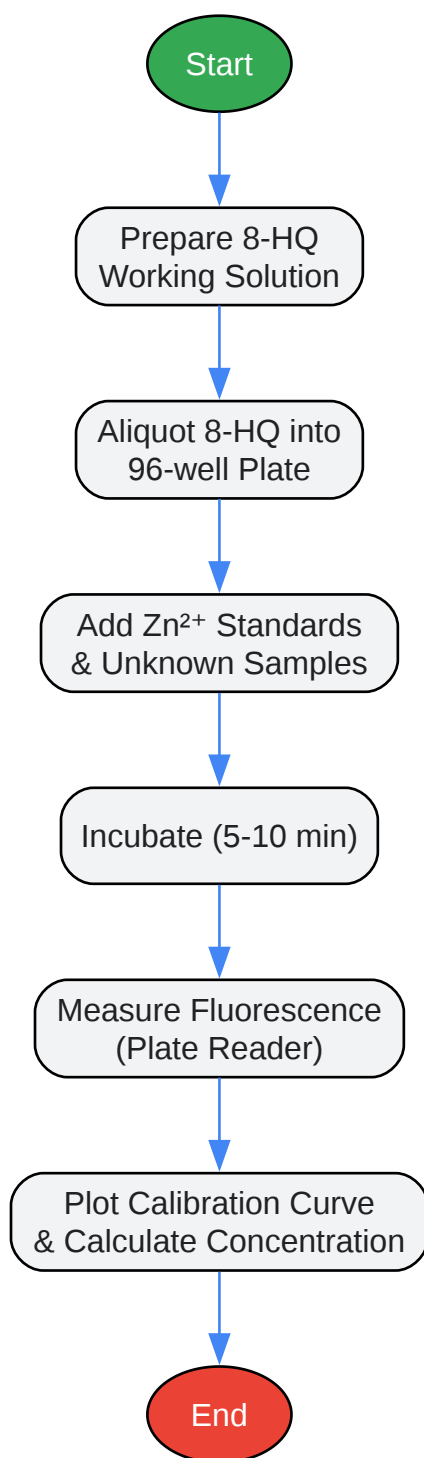 Start
Prepare 8-HQ
Working Solution
Aliquot 8-HQ into
96-well Plate
Add Zn²⁺ Standards
& Unknown Samples
Incubate (5-10 min)
Measure Fluorescence
(Plate Reader)
Plot Calibration Curve
& Calculate Concentration
End